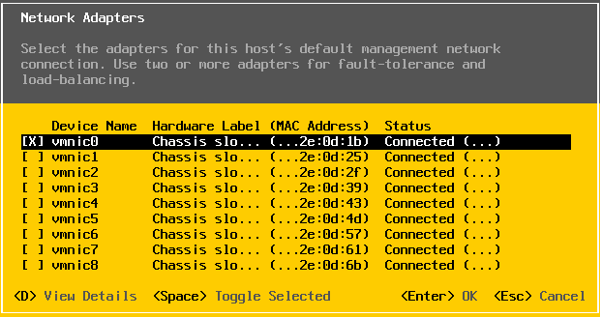 Network Adapters
Select the adapters for this host's default management network
connection. Use two or more adapters for fault-tolerance and
load-balancing.
Device Name Hardware Label (MAC Address) Status
[X] vmnic0 Chassis slo... (...2e:0d:1b) Connected (...)
[ ] vmnic1 Chassis slo... (...2e:0d:25) Connected (...)
[ ] vmnic2 Chassis slo... (...2e:0d:2f) Connected (...)
[ ] vmnic3 Chassis slo... (...2e:0d:39) Connected (...)
[ ] vmnic4 Chassis slo... (...2e:0d:43) Connected (...)
[ ] vmnic5 Chassis slo... (...2e:0d:4d) Connected (...)
[ ] vmnic6 Chassis slo... (...2e:0d:57) Connected (...)
[ ] vmnic7 Chassis slo... (...2e:0d:61) Connected (...)
[ ] vmnic8 Chassis slo... (...2e:0d:6b) Connected (...)
<D> View Details <Space> Toggle Selected <Enter> OK <Esc> Cancel